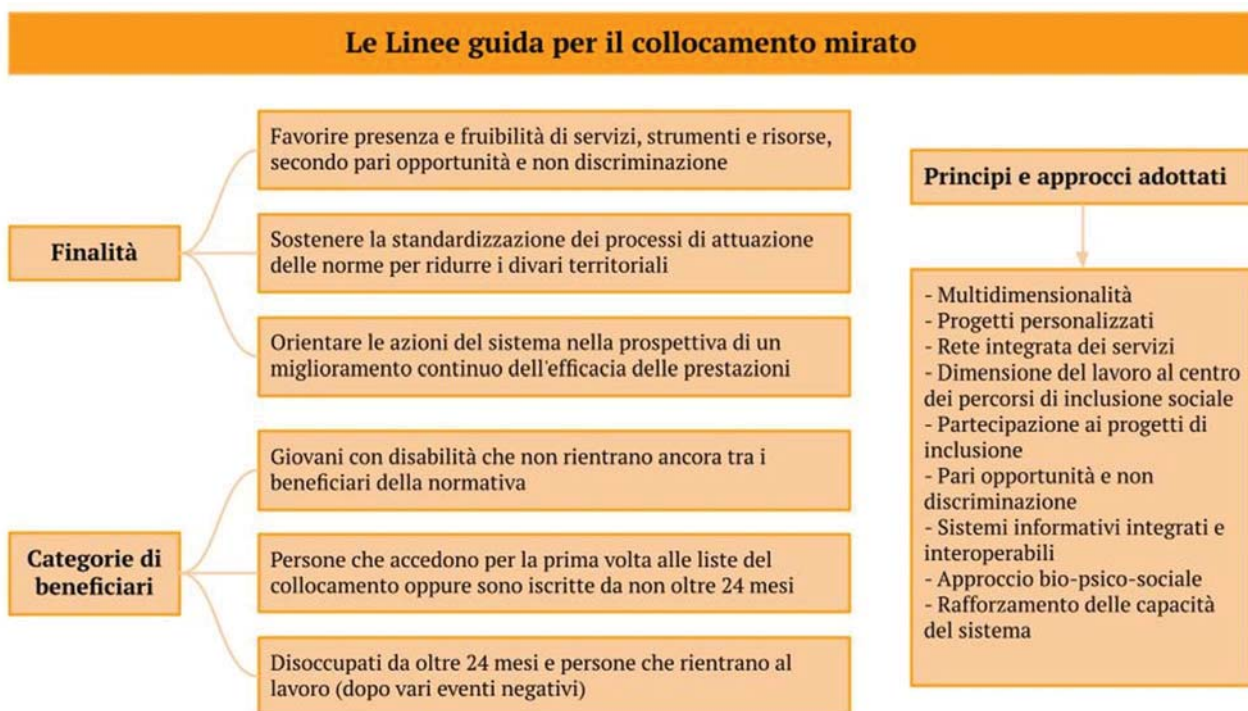 Le Linee guida per il collocamento mirato
Finalità
Favorire presenza e fruibilità di servizi, strumenti e risorse,
secondo pari opportunità e non discriminazione
Sostenere la standardizzazione dei processi di attuazione
delle norme per ridurre i divari territoriali
Orientare le azioni del sistema nella prospettiva di un
miglioramento continuo dell'efficacia delle prestazioni
Categorie di
beneficiari
Giovani con disabilità che non rientrano ancora tra i
beneficiari della normativa
Persone che accedono per la prima volta alle liste del
collocamento oppure sono iscritte da non oltre 24 mesi
Disoccupati da oltre 24 mesi e persone che rientrano al
lavoro (dopo vari eventi negativi)
Principi e approcci adottati
- Multidimensionalità
- Progetti personalizzati
- Rete integrata dei servizi
- Dimensione del lavoro al centro
dei percorsi di inclusione sociale
- Partecipazione ai progetti di
inclusione
- Pari opportunità e non
discriminazione
- Sistemi informativi integrati e
interoperabili
- Approccio bio-psico-sociale
- Rafforzamento delle capacità
del sistema